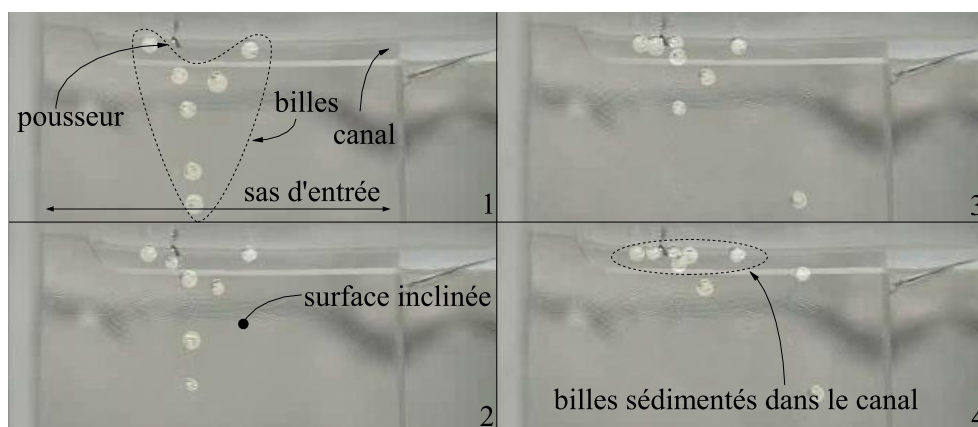 pousseur
billes
canal
sas d'entrée
1
3
surface inclinée
2
billes sédimentés dans le canal
4